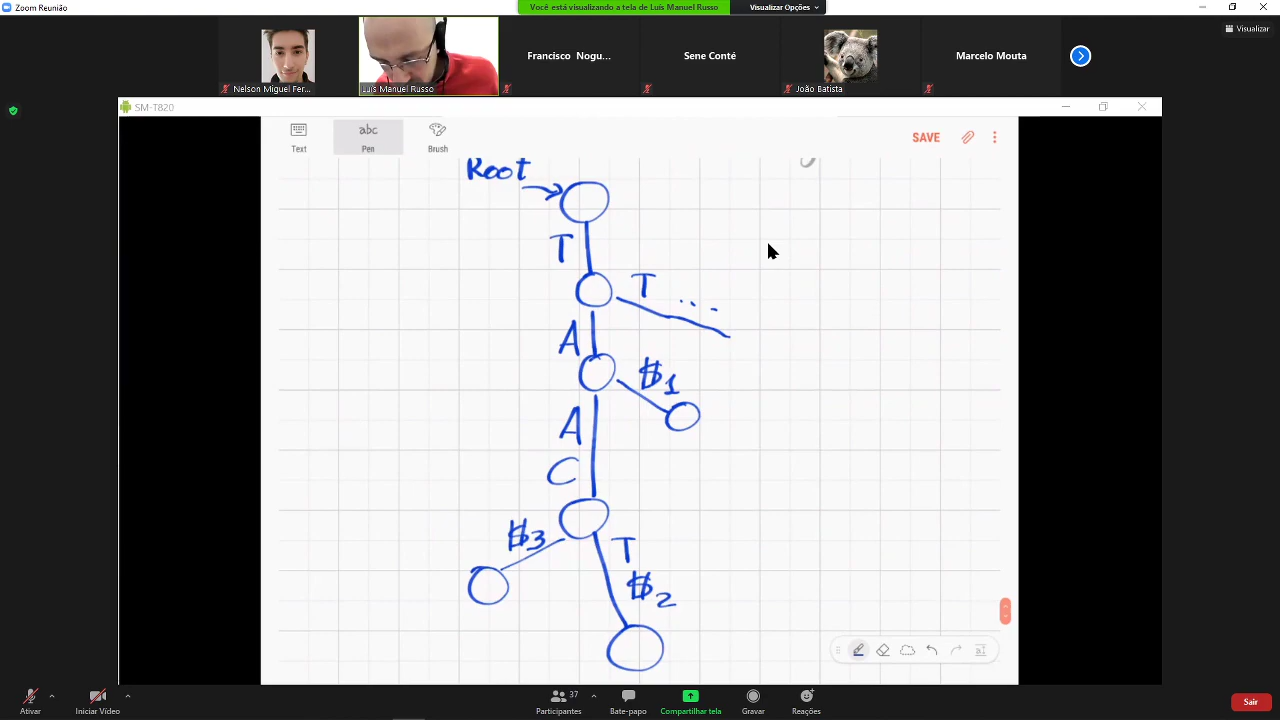 Zoom Reunião
Você está visualizando a tela de Luís Manuel Russo
Visualizar Opções
Visualizar
Nelson Miguel Fer...
Luís Manuel Russo
Francisco Nogu...
Sene Conté
João Batista
Marcelo Mouta
SM-T820
Text
abc
Pen
Brush
SAVE
Root
T
T ...
A
$1
A
C
$3
T
$2
Iniciar Vídeo
37
Participantes
Bate-papo
Compartilhar tela
Gravar
Reações
Sair